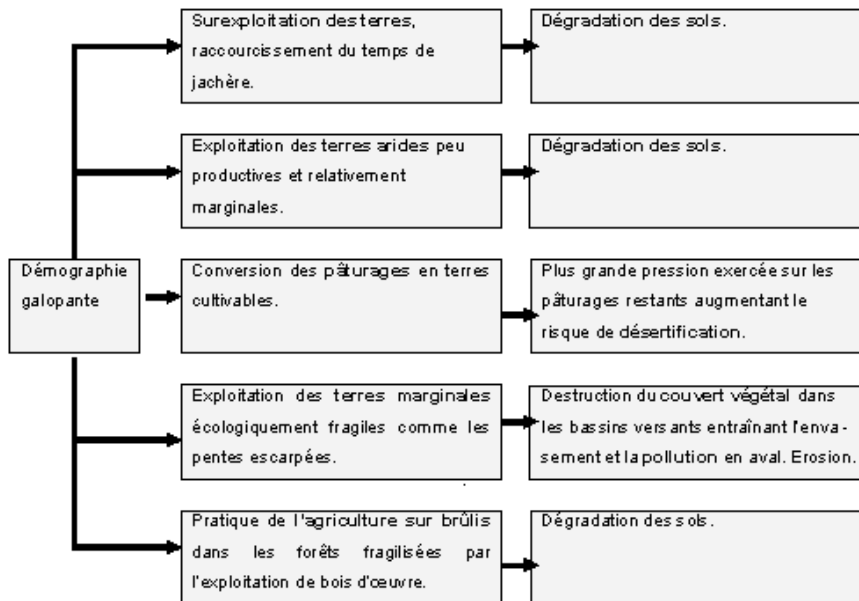 Surexploitation des terres,
raccourcissement du temps de
jachère.
Dégradation des sols.
Exploitation des terres arides peu
productives et relativement
marginales.
Dégradation des sols.
Démographie
galopante
Conversion des pâturages en terres
cultivables.
Plus grande pression exercée sur les
pâturages restants augmentant le
risque de désertification.
Exploitation des terres marginales
écologiquement fragiles comme les
pentes escarpées.
Destruction du couvert végétal dans
les bassins versants entraînant l'enva-
sement et la pollution en aval. Erosion.
Pratique de l'agriculture sur brûlis
dans les forêts fragilisées par
l'exploitation de bois d'œuvre.
Dégradation des sols.